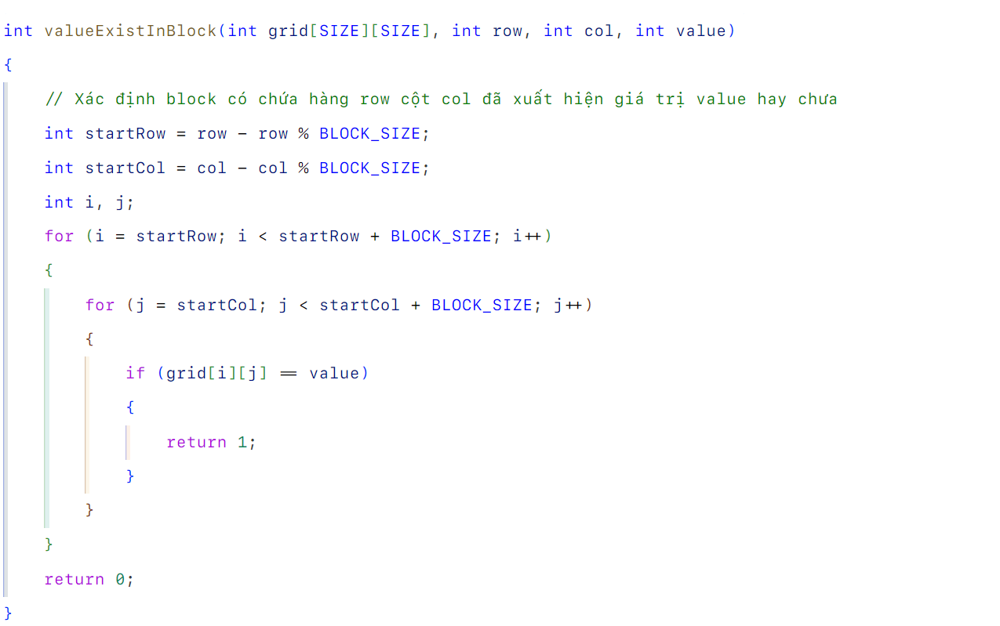 int valueExistInBlock(int grid[SIZE][SIZE], int row, int col, int value)
{
    // Xác định block có chứa hàng row cột col đã xuất hiện giá trị value hay chưa
    int startRow = row - row % BLOCK_SIZE;
    int startCol = col - col % BLOCK_SIZE;
    int i, j;
    for (i = startRow; i < startRow + BLOCK_SIZE; i++)
    {
        for (j = startCol; j < startCol + BLOCK_SIZE; j++)
        {
            if (grid[i][j] == value)
            {
                return 1;
            }
        }
    }
    return 0;
}